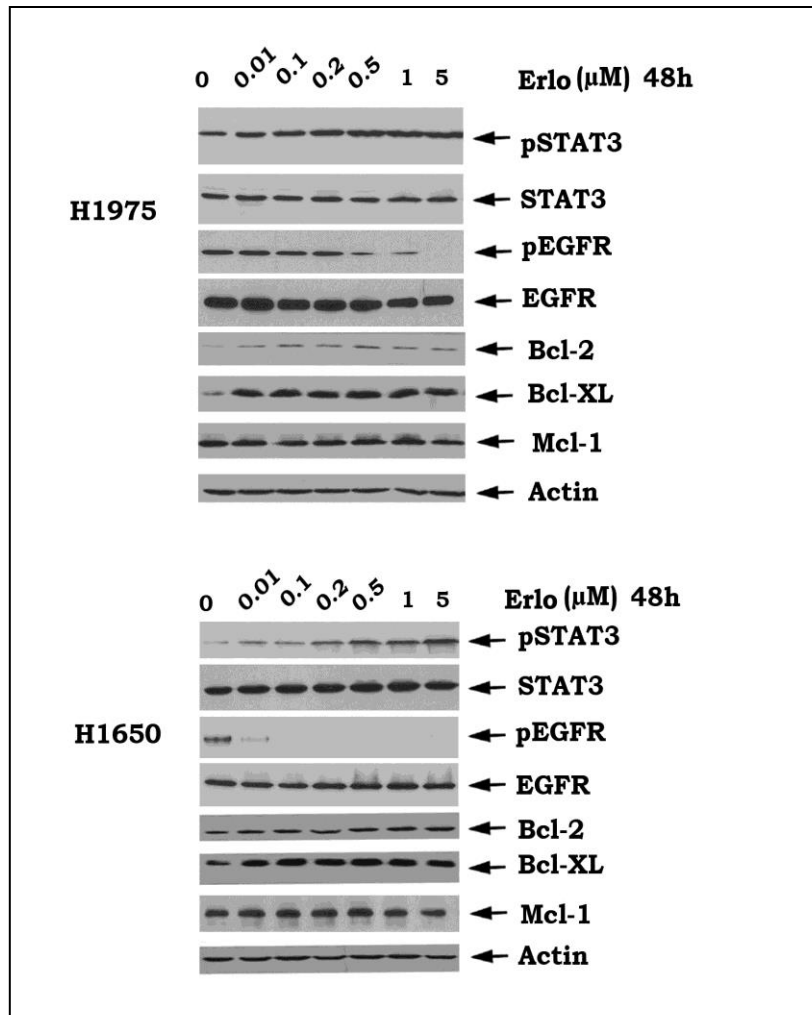 0 0.01 0.1 0.2 0.5 1 5 Erlo (μM) 48h
pSTAT3
H1975
STAT3
pEGFR
EGFR
Bcl-2
Bcl-XL
Mcl-1
Actin
0 0.01 0.1 0.2 0.5 1 5 Erlo (μM) 48h
pSTAT3
STAT3
H1650
pEGFR
EGFR
Bcl-2
Bcl-XL
Mcl-1
Actin